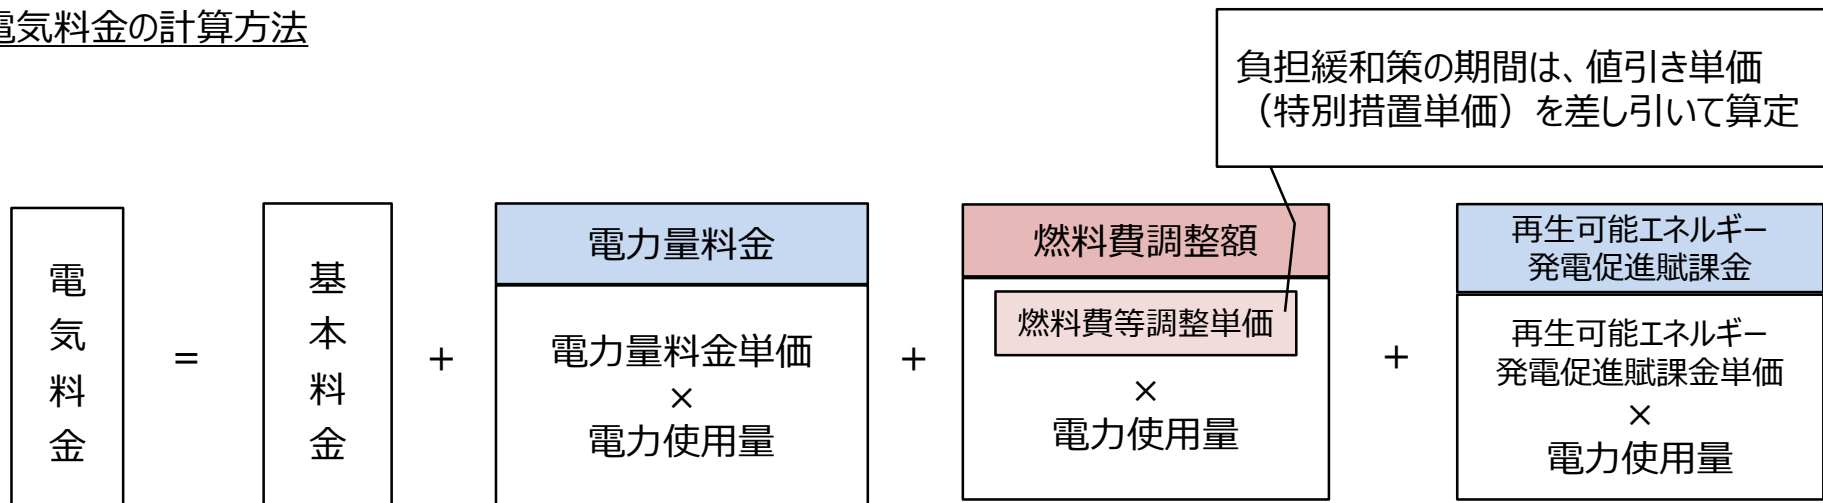 電気料金の計算方法
負担緩和策の期間は、値引き単価
（特別措置単価）を差し引いて算定
電気料金
=
基本料金
+
電力量料金
電力量料金単価
×
電力使用量
+
燃料費調整額
燃料費等調整単価
×
電力使用量
+
再生可能エネルギー
発電促進賦課金
再生可能エネルギー
発電促進賦課金単価
×
電力使用量